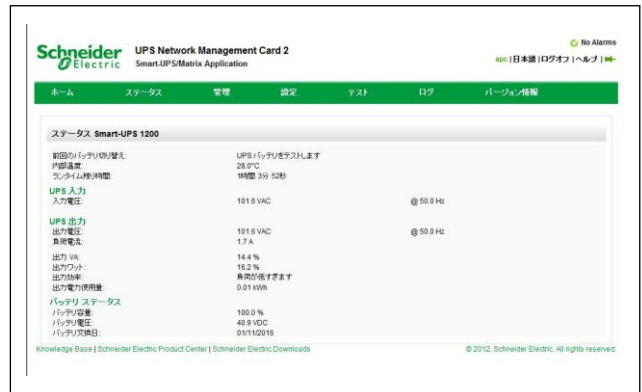 No Alarms
Schneider Electric
UPS Network Management Card 2
Smart-UPS/Matrix Application
apc | 日本語 | ログオフ | ヘルプ |
ホーム ステータス 管理 設定 テスト ログ バージョン情報
ステータス Smart-UPS 1200
前回のバッテリ切り替え: UPS バッテリをテストします
内部温度: 28.0°C
ランタイム残り時間: 1時間 3分 52秒
UPS 入力
入力電圧: 101.6 VAC @ 50.0 Hz
UPS 出力
出力電圧: 101.6 VAC @ 50.0 Hz
負荷電流: 1.7 A
出力 VA: 14.4 %
出力ワット: 16.2 %
出力効率: 負荷が低すぎます
出力電力使用量: 0.01 kWh
バッテリ ステータス
バッテリ容量: 100.0 %
バッテリ電圧: 40.9 VDC
バッテリ交換日: 01/11/2016
Knowledge Base | Schneider Electric Product Center | Schneider Electric Downloads
© 2012, Schneider Electric. All rights reserved.